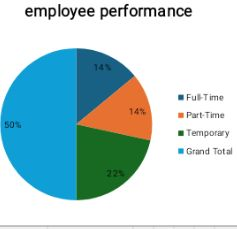 employee performance
14%
14%
22%
50%
Full-Time
Part-Time
Temporary
Grand Total